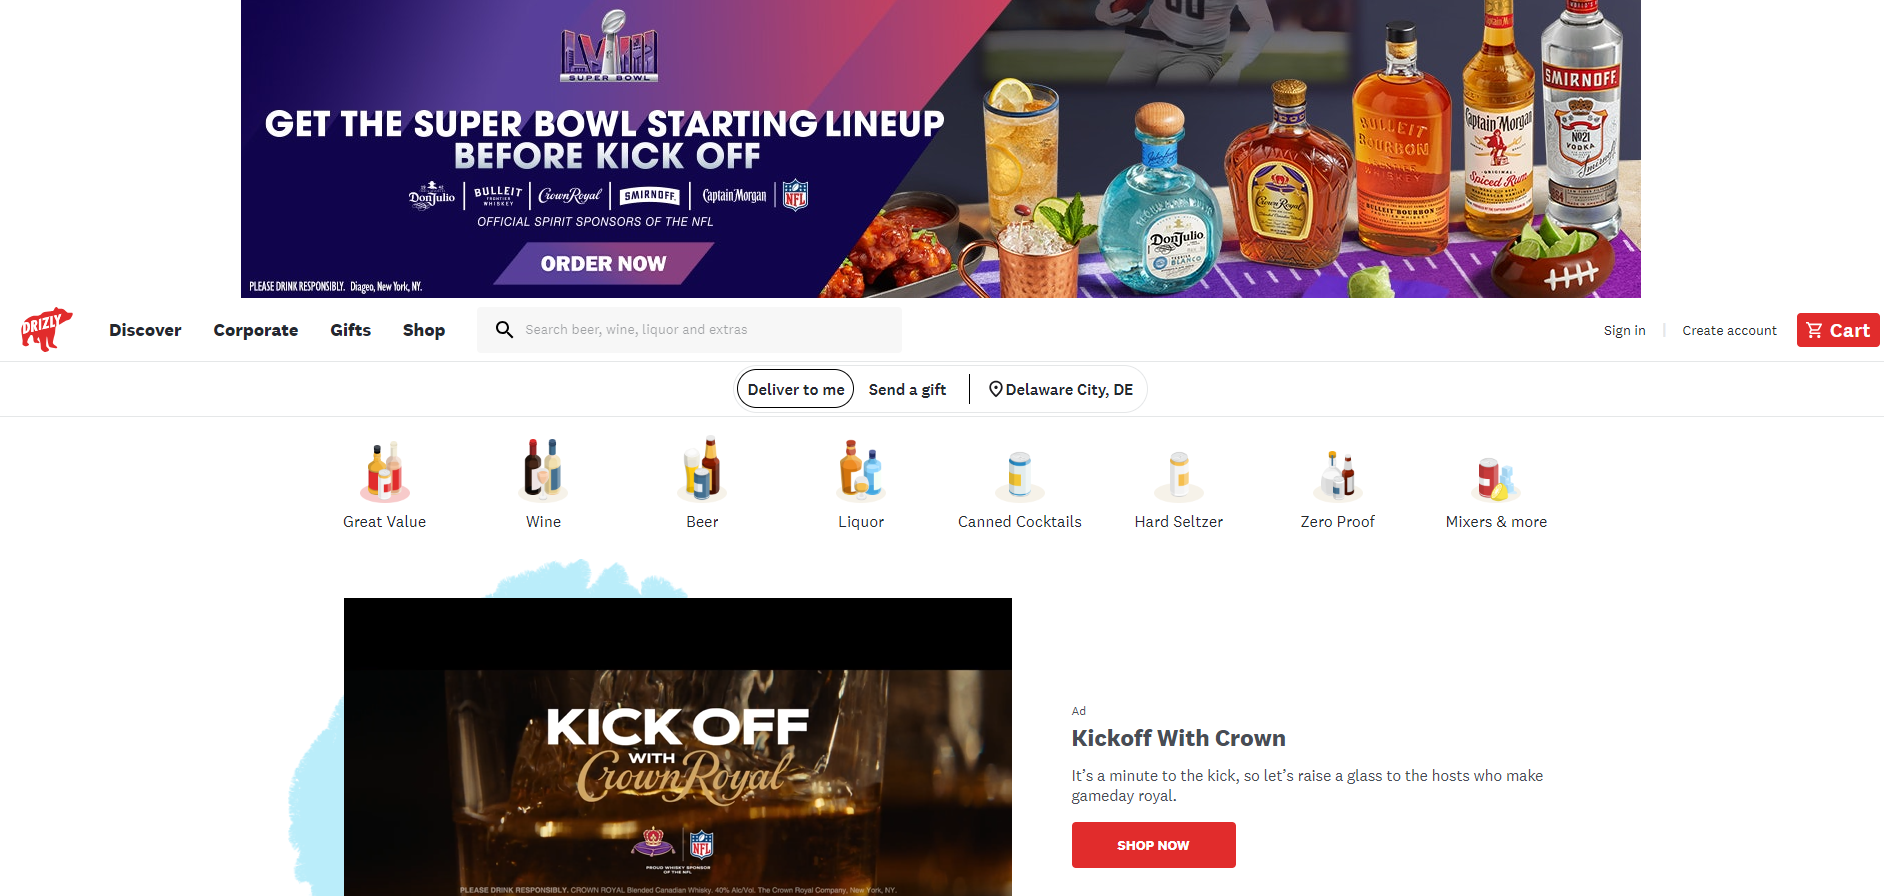 LVIII
SUPER BOWL
GET THE SUPER BOWL STARTING LINEUP
BEFORE KICK OFF
Don Julio
BULLEIT
FRONTIER
WHISKEY
Crown Royal
SMIRNOFF
Captain Morgan
NFL
OFFICIAL SPIRIT SPONSORS OF THE NFL
ORDER NOW
PLEASE DRINK RESPONSIBLY. Diageo, New York, NY.
Don Julio
BLANCO
Crown Royal
BULLEIT
BOURBON
WHISKEY
BULLEIT BOURBON
Captain Morgan
ORIGINAL
Spiced Rum
SMIRNOFF
No21
VODKA
Smirnoff
DRIZLY
Discover
Corporate
Gifts
Shop
Search beer, wine, liquor and extras
Sign in
Create account
Cart
Deliver to me
Send a gift
Delaware City, DE
Great Value
Wine
Beer
Liquor
Canned Cocktails
Hard Seltzer
Zero Proof
Mixers & more
KICK OFF
WITH
Crown Royal
NFL
PROUD WHISKY SPONSOR
OF THE NFL
PLEASE DRINK RESPONSIBLY. CROWN ROYAL Blended Canadian Whisky. 40% Alc/Vol. The Crown Royal Company, New York, NY.
Ad
Kickoff With Crown
It’s a minute to the kick, so let’s raise a glass to the hosts who make
gameday royal.
SHOP NOW